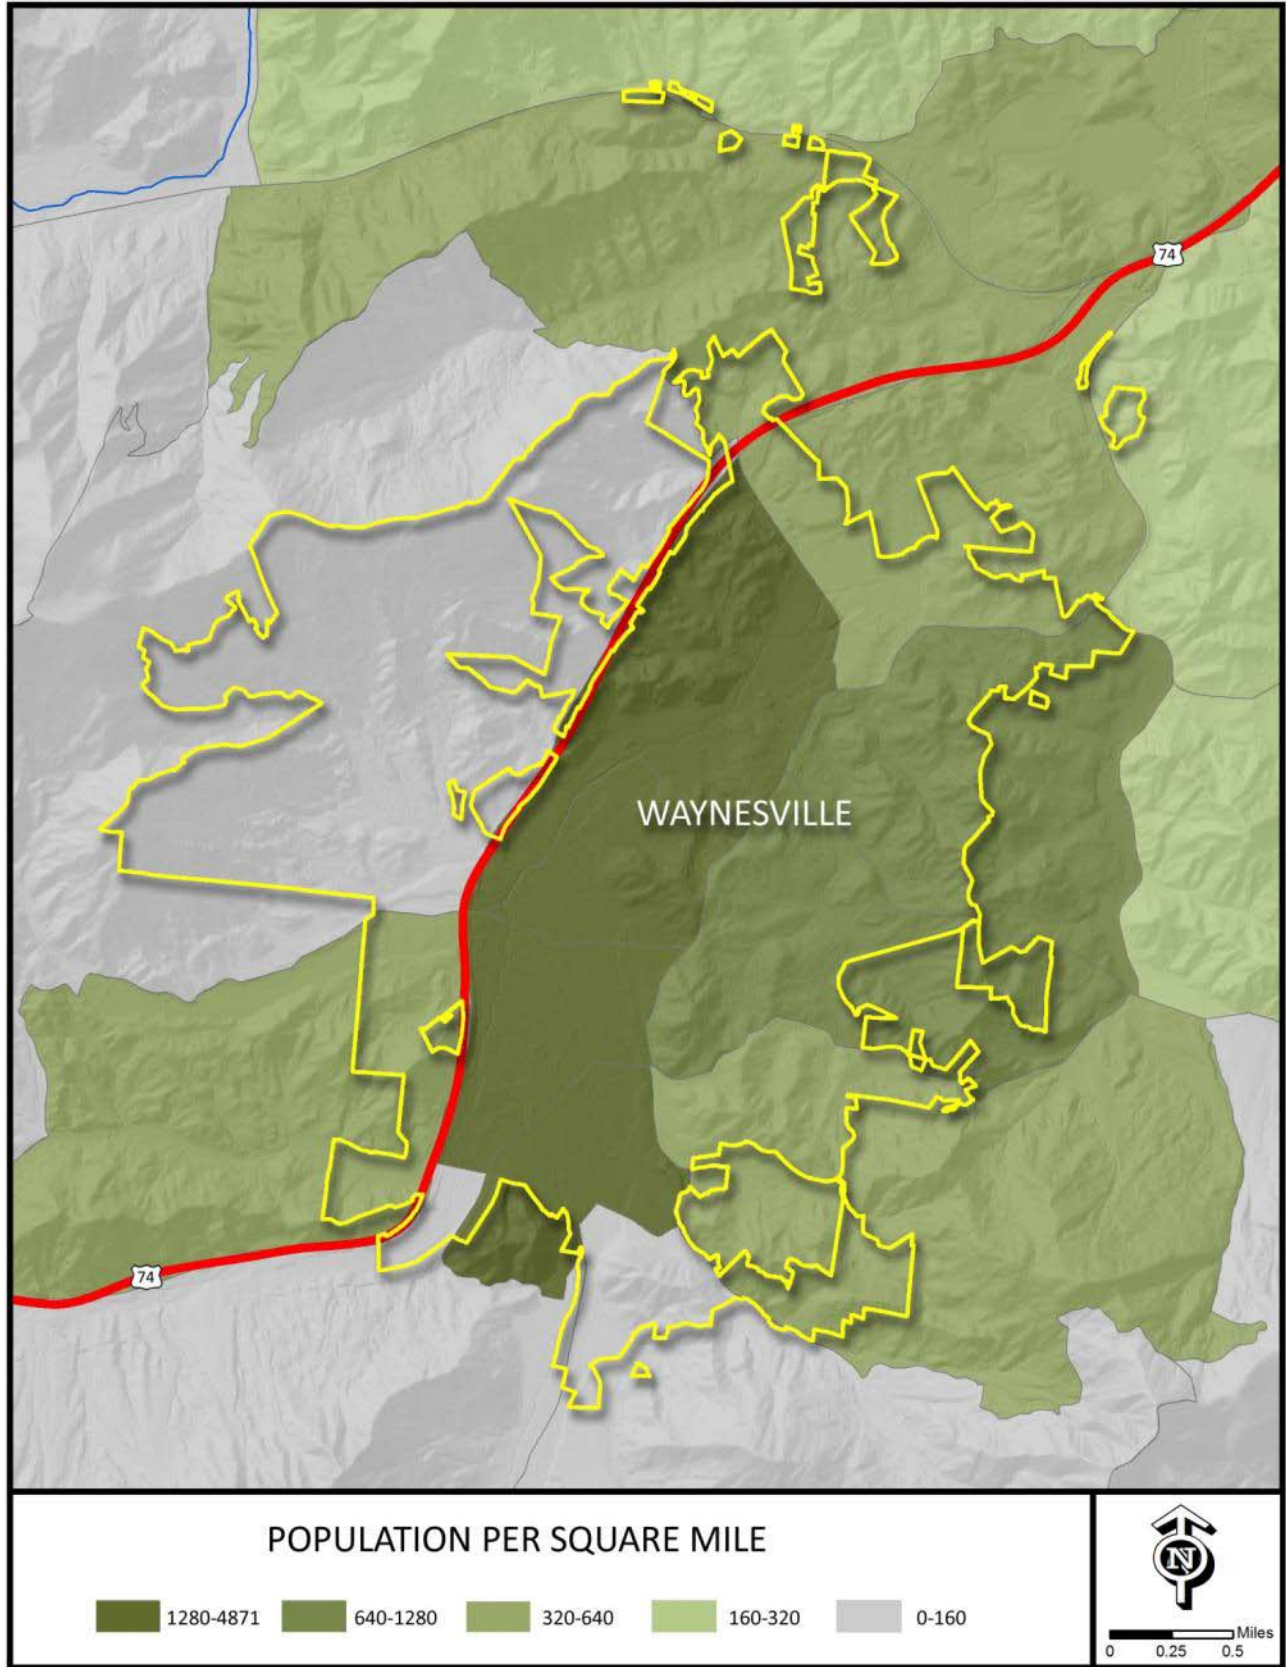 74
WAYNESVILLE
74
POPULATION PER SQUARE MILE
1280-4871 640-1280 320-640 160-320 0-160
N
Miles
0 0.25 0.5